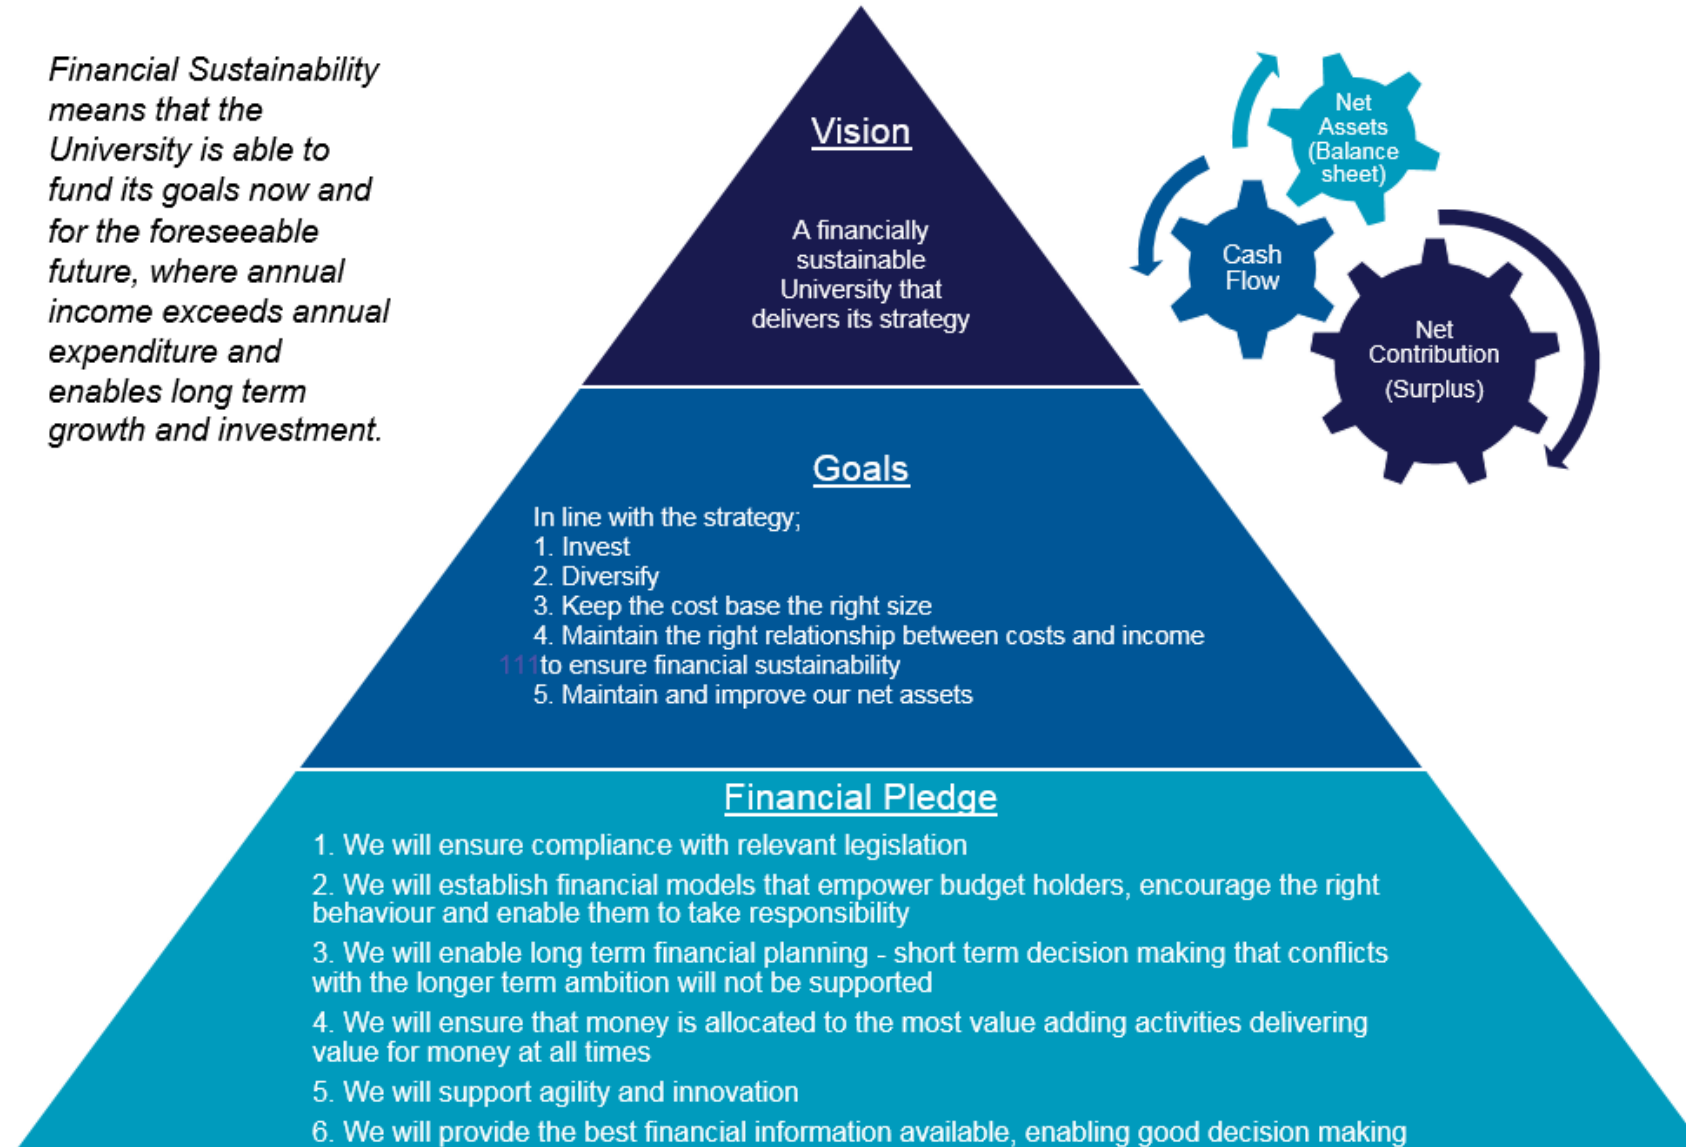 Financial Sustainability
means that the
University is able to
fund its goals now and
for the foreseeable
future, where annual
income exceeds annual
expenditure and
enables long term
growth and investment.
Vision
A financially
sustainable
University that
delivers its strategy
Net
Assets
(Balance
sheet)
Cash
Flow
Net
Contribution
(Surplus)
Goals
In line with the strategy;
1. Invest
2. Diversify
3. Keep the cost base the right size
4. Maintain the right relationship between costs and income
111to ensure financial sustainability
5. Maintain and improve our net assets
Financial Pledge
1. We will ensure compliance with relevant legislation
2. We will establish financial models that empower budget holders, encourage the right
behaviour and enable them to take responsibility
3. We will enable long term financial planning - short term decision making that conflicts
with the longer term ambition will not be supported
4. We will ensure that money is allocated to the most value adding activities delivering
value for money at all times
5. We will support agility and innovation
6. We will provide the best financial information available, enabling good decision making